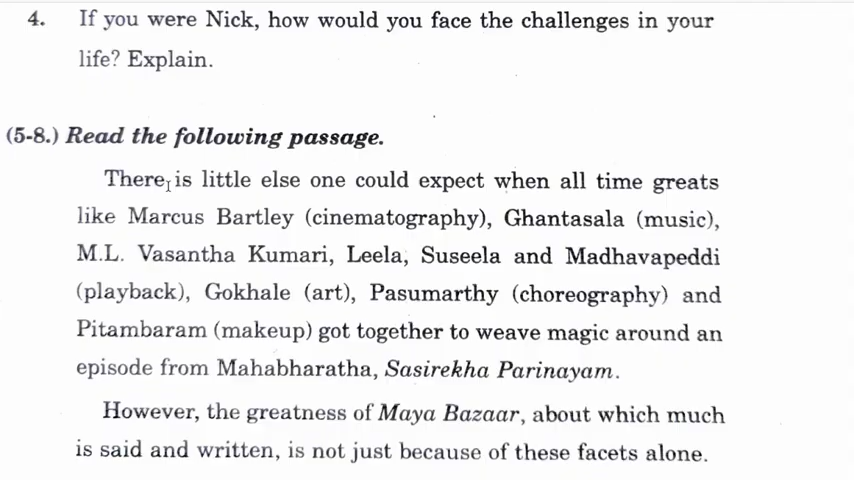 4. If you were Nick, how would you face the challenges in your
life? Explain.
(5-8.) Read the following passage.
There is little else one could expect when all time greats
like Marcus Bartley (cinematography), Ghantasala (music),
M.L. Vasantha Kumari, Leela, Suseela and Madhavapeddi
(playback), Gokhale (art), Pasumarthy (choreography) and
Pitambaram (makeup) got together to weave magic around an
episode from Mahabharatha, Sasirekha Parinayam.
However, the greatness of Maya Bazaar, about which much
is said and written, is not just because of these facets alone.